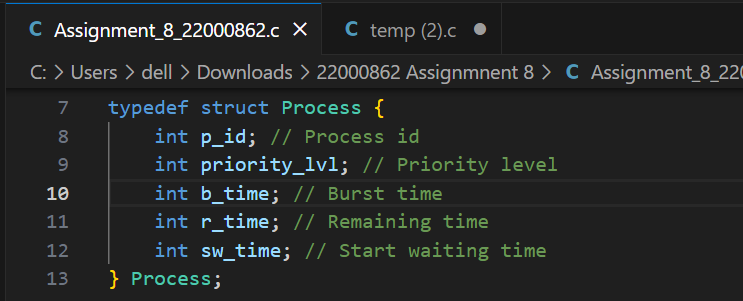 C Assignment_8_22000862.c × C temp (2).c ●
C: > Users > dell > Downloads > 22000862 Assignmnent 8 > C Assignment_8_220
7 typedef struct Process {
8     int p_id; // Process id
9     int priority_lvl; // Priority level
10     int b_time; // Burst time
11     int r_time; // Remaining time
12     int sw_time; // Start waiting time
13 } Process;